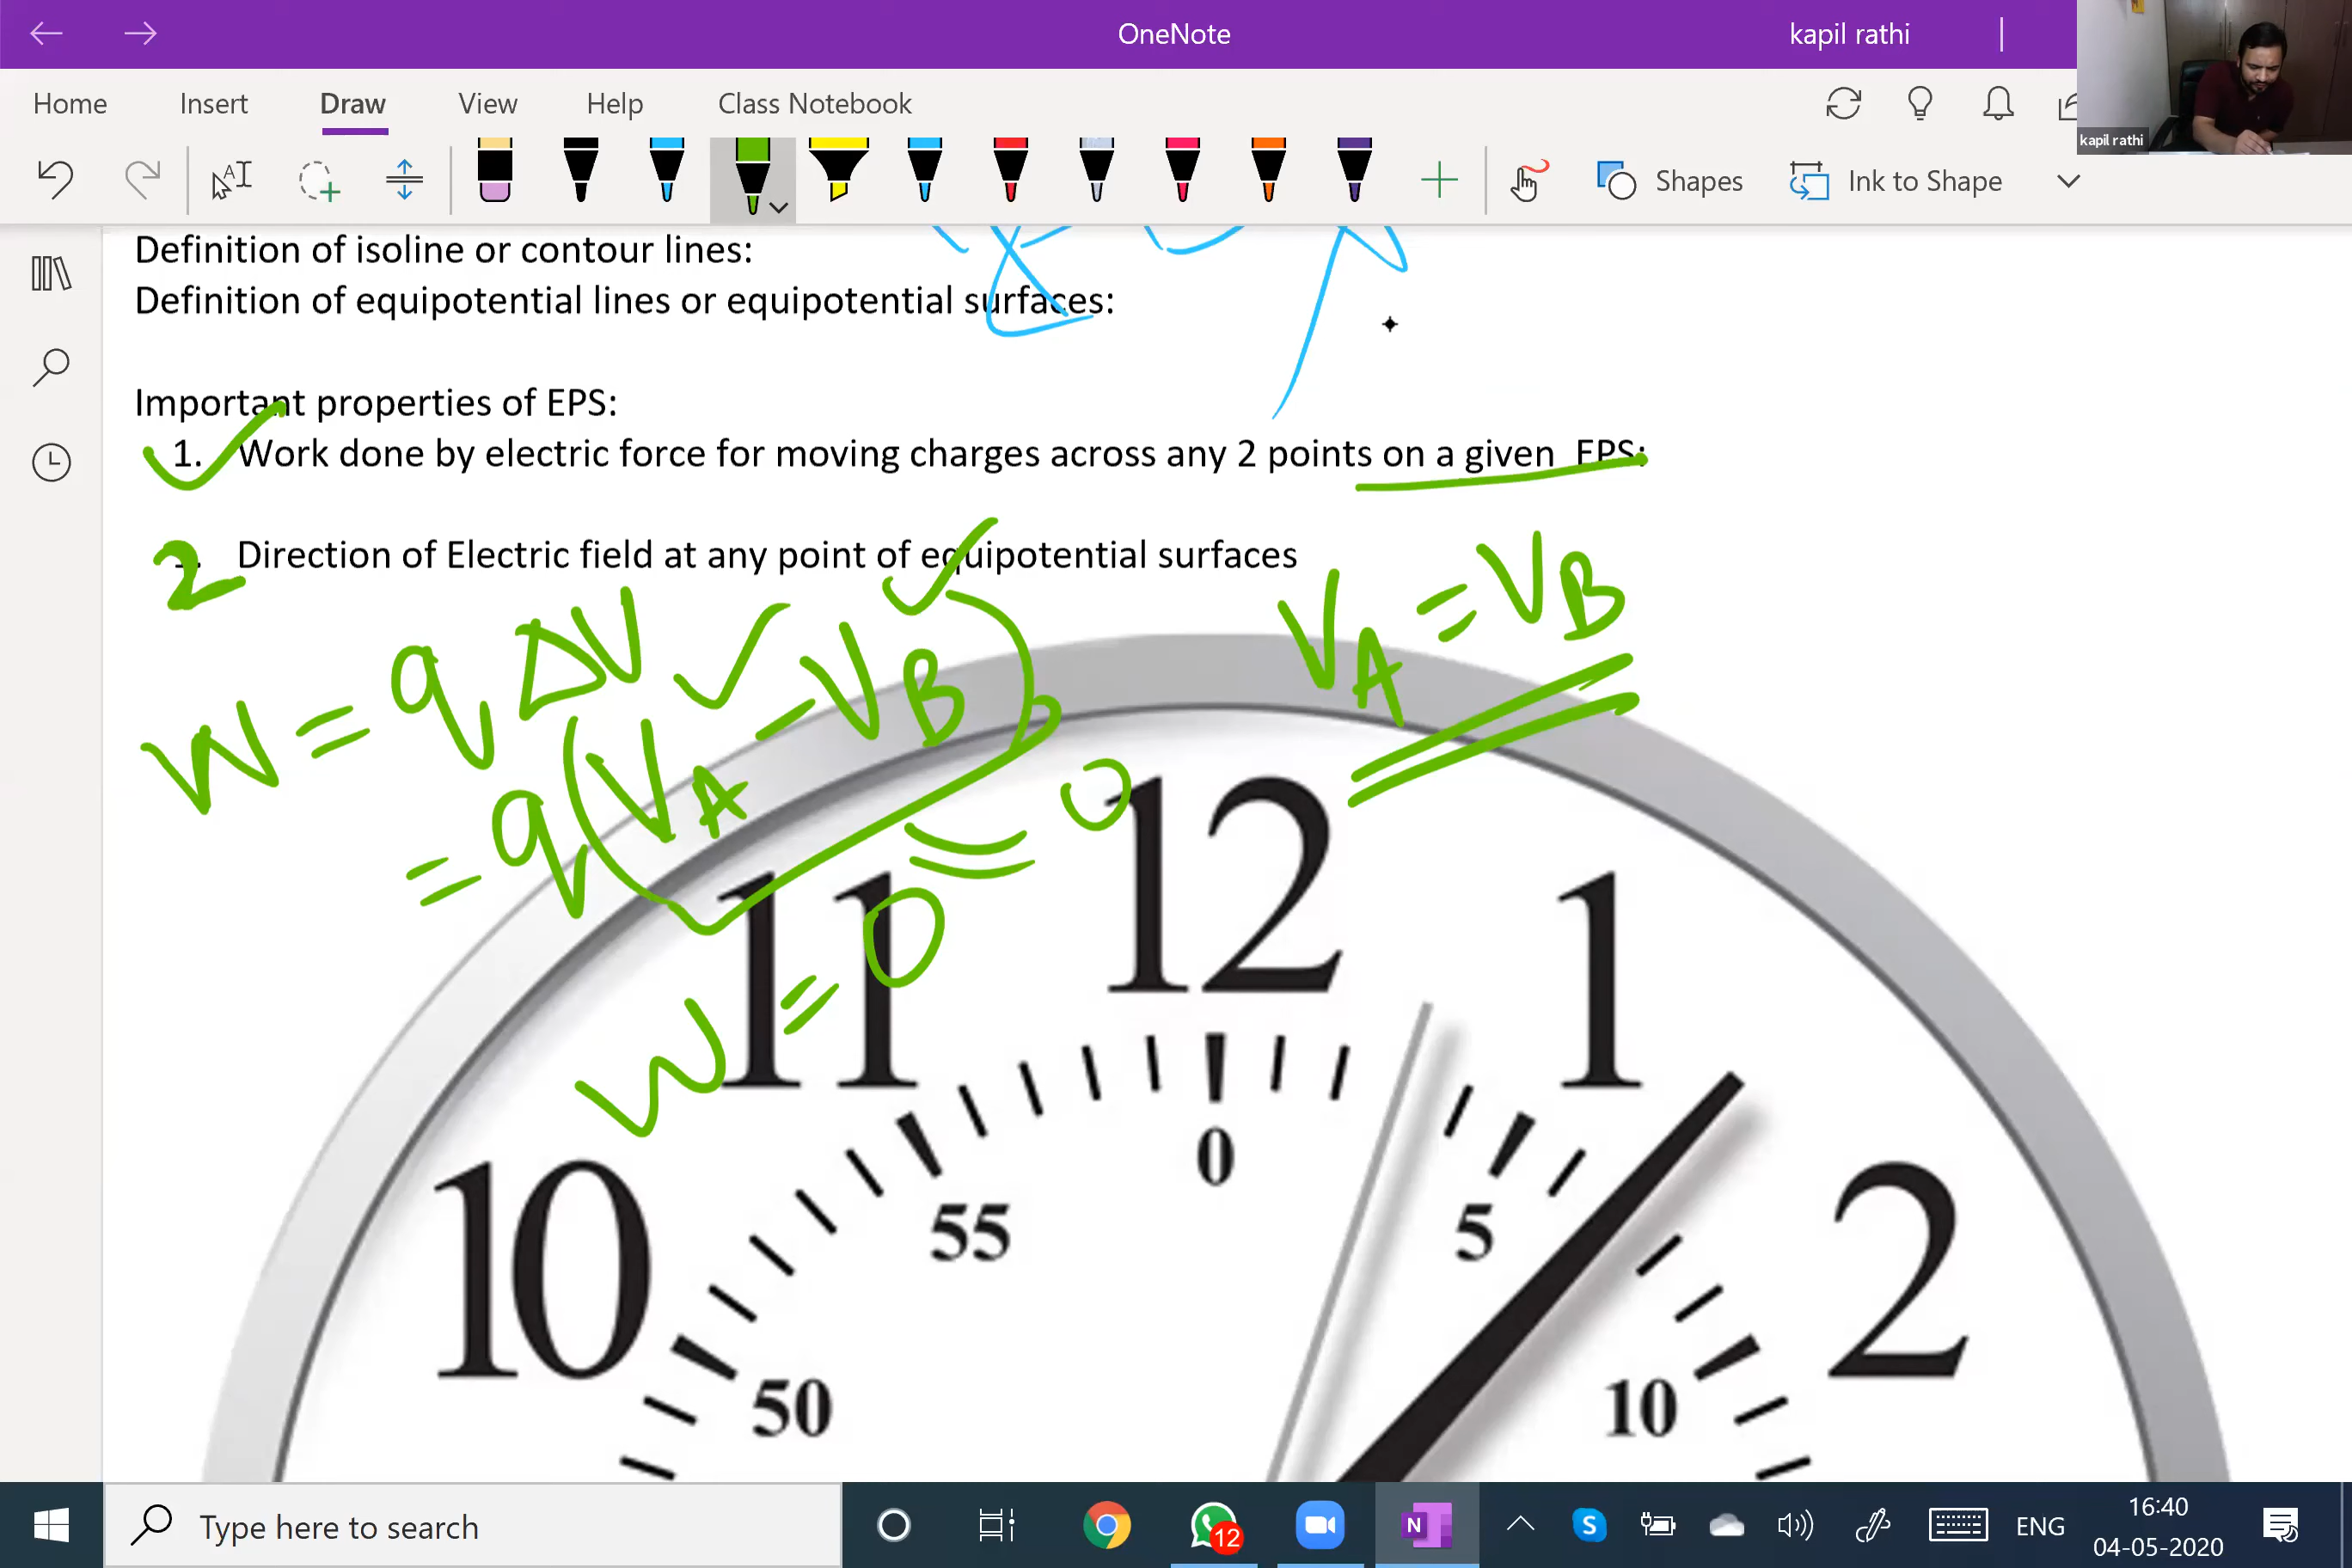 OneNote
kapil rathi
Home Insert Draw View Help Class Notebook
kapil rathi
Shapes Ink to Shape
Definition of isoline or contour lines:
Definition of equipotential lines or equipotential surfaces:
Important properties of EPS:
1. Work done by electric force for moving charges across any 2 points on a given EPS:
2 Direction of Electric field at any point of equipotential surfaces
W = q ΔV
= q(VA - VB)
= 0
VA = VB
W = 0
12
11 1
10 2
0
55 5
50 10
Type here to search
12
N
S
ENG
16:40
04-05-2020